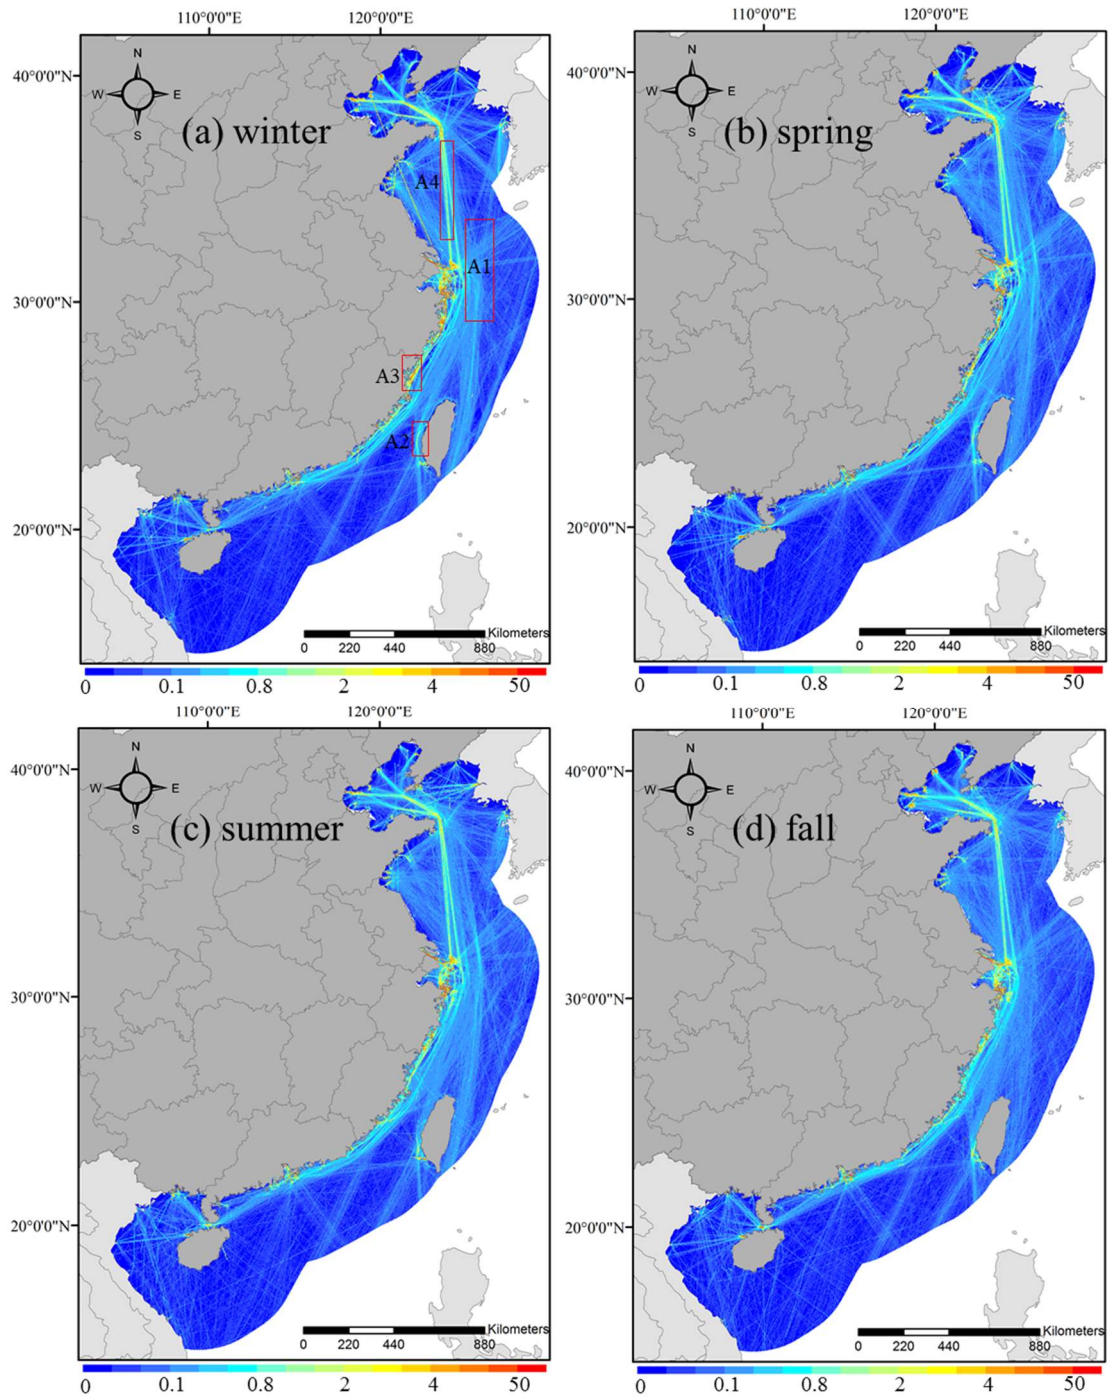 110°0'0"E 120°0'0"E
40°0'0"N
30°0'0"N
20°0'0"N
N
W E
S
(a) winter
A4
A1
A3
A2
Kilometers
0 220 440 880
0 0.1 0.8 2 4 50
110°0'0"E 120°0'0"E
40°0'0"N
30°0'0"N
20°0'0"N
N
W E
S
(b) spring
Kilometers
0 220 440 880
0 0.1 0.8 2 4 50
110°0'0"E 120°0'0"E
40°0'0"N
30°0'0"N
20°0'0"N
N
W E
S
(c) summer
Kilometers
0 220 440 880
0 0.1 0.8 2 4 50
110°0'0"E 120°0'0"E
40°0'0"N
30°0'0"N
20°0'0"N
N
W E
S
(d) fall
Kilometers
0 220 440 880
0 0.1 0.8 2 4 50